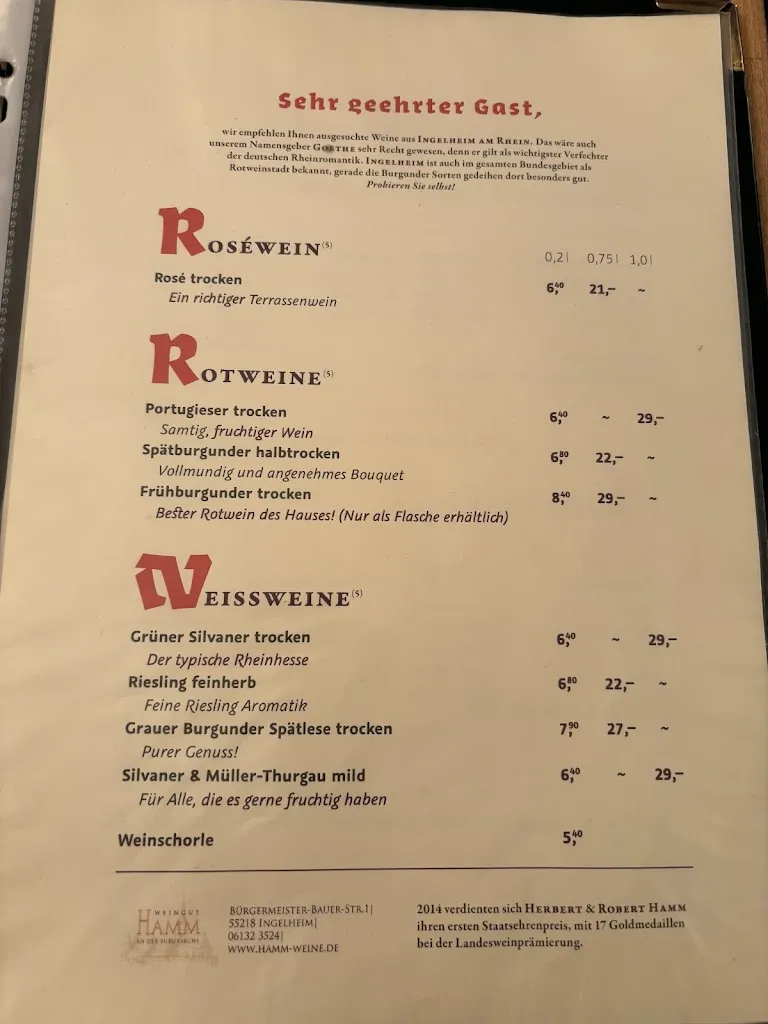 Sehr geehrter Gast,
wir empfehlen Ihnen ausgesuchte Weine aus INGELHEIM AM RHEIN. Das wäre auch
unserem Namensgeber GOETHE sehr Recht gewesen, denn er gilt als wichtigster Verfechter
der deutschen Rheinromantik. INGELHEIM ist auch im gesamten Bundesgebiet als
Rotweinstadt bekannt, gerade die Burgunder Sorten gedeihen dort besonders gut.
Probieren Sie selbst!
ROSÉWEIN(5)
0,2l 0,75l 1,0l
Rosé trocken 6,40 21,– ~
Ein richtiger Terrassenwein
ROTWEINE(5)
Portugieser trocken 6,40 ~ 29,–
Samtig, fruchtiger Wein
Spätburgunder halbtrocken 6,80 22,– ~
Vollmundig und angenehmes Bouquet
Frühburgunder trocken 8,40 29,– ~
Bester Rotwein des Hauses! (Nur als Flasche erhältlich)
WEISSWEINE(5)
Grüner Silvaner trocken 6,40 ~ 29,–
Der typische Rheinhesse
Riesling feinherb 6,80 22,– ~
Feine Riesling Aromatik
Grauer Burgunder Spätlese trocken 7,90 27,– ~
Purer Genuss!
Silvaner & Müller-Thurgau mild 6,40 ~ 29,–
Für Alle, die es gerne fruchtig haben
Weinschorle 5,40
WEINGUT
HAMM
AN DER BURGKIRCHE
BÜRGERMEISTER-BAUER-STR.1|
55218 INGELHEIM|
06132 3524|
WWW.HAMM-WEINE.DE
2014 verdienten sich HERBERT & ROBERT HAMM
ihren ersten Staatsehrenpreis, mit 17 Goldmedaillen
bei der Landesweinprämierung.